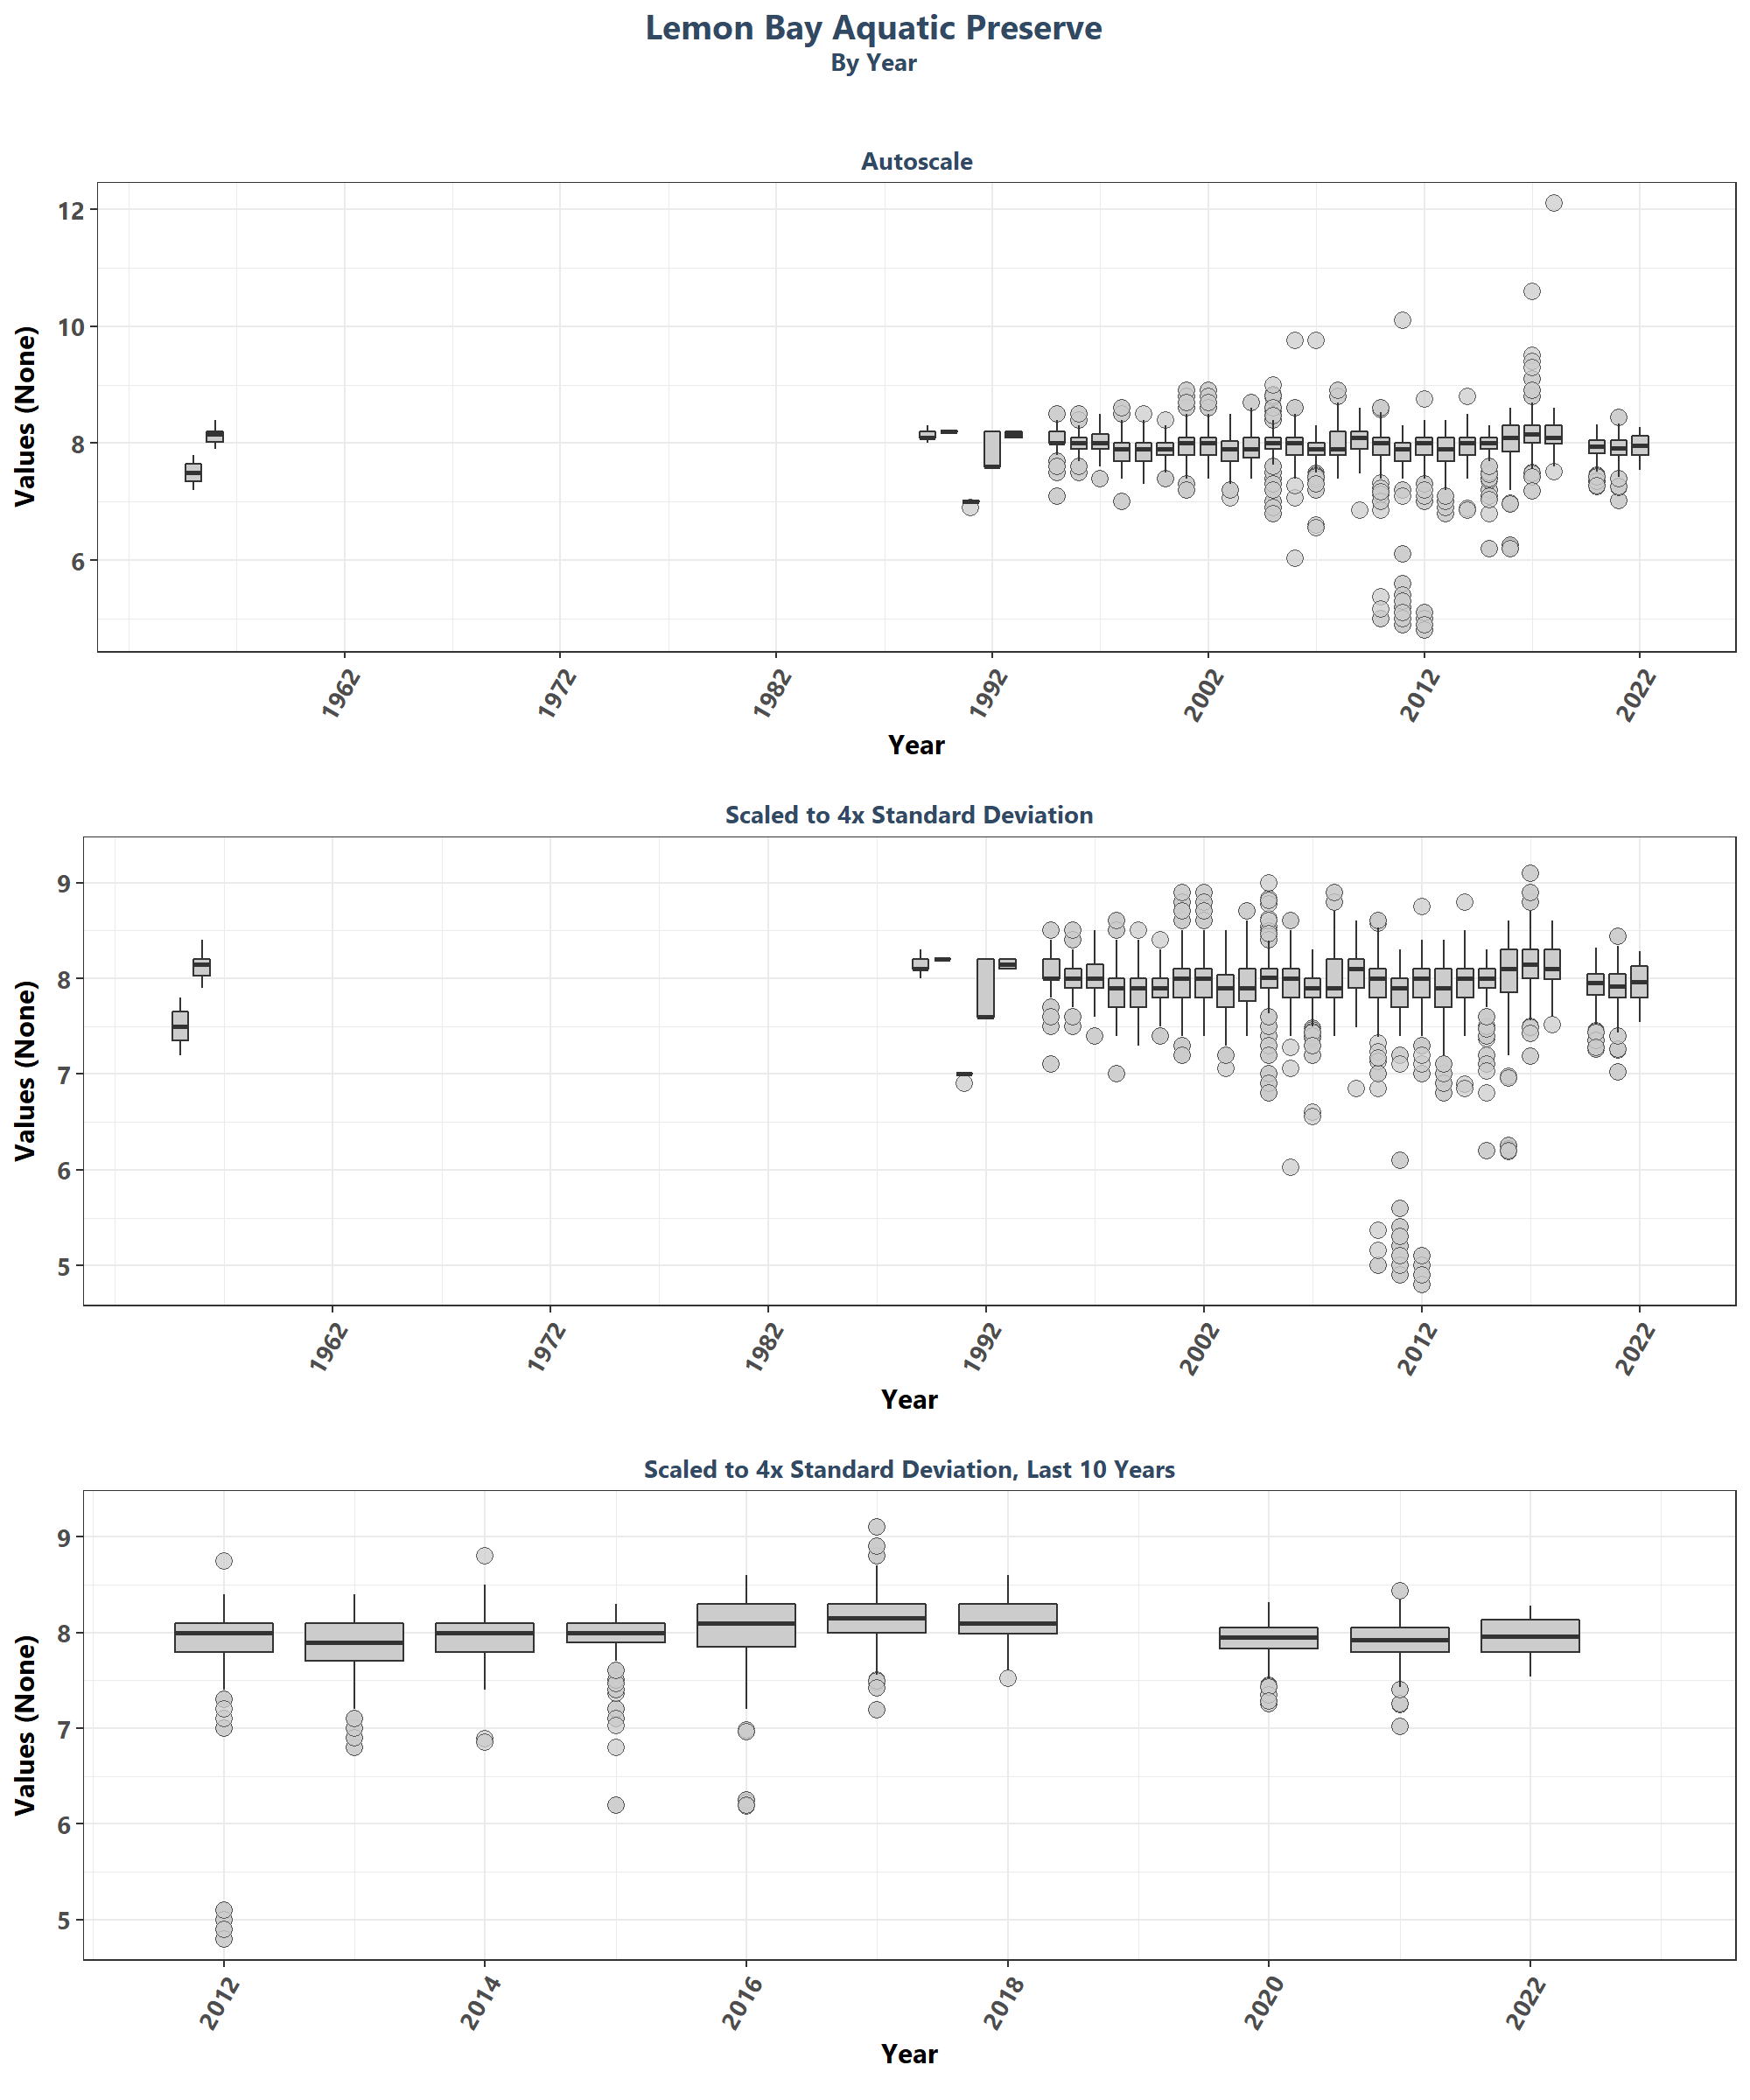 Lemon Bay Aquatic Preserve
By Year
Autoscale
12
10
8
6
Values (None)
1962 1972 1982 1992 2002 2012 2022
Year
Scaled to 4x Standard Deviation
9
8
7
6
5
Values (None)
1962 1972 1982 1992 2002 2012 2022
Year
Scaled to 4x Standard Deviation, Last 10 Years
9
8
7
6
5
Values (None)
2012 2014 2016 2018 2020 2022
Year